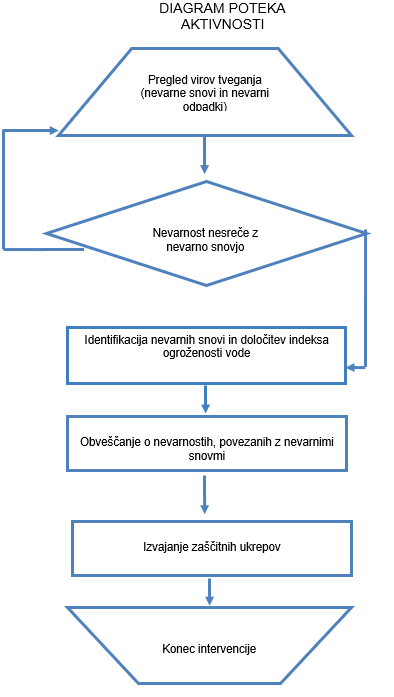 DIAGRAM POTEKA
AKTIVNOSTI
Pregled virov tveganja
(nevarne snovi in nevarni
odpadki)
Nevarnost nesreče z
nevarno snovjo
Identifikacija nevarnih snovi in določitev indeksa
ogroženosti vode
Obveščanje o nevarnostih, povezanih z nevarnimi
snovmi
Izvajanje zaščitnih ukrepov
Konec intervencije